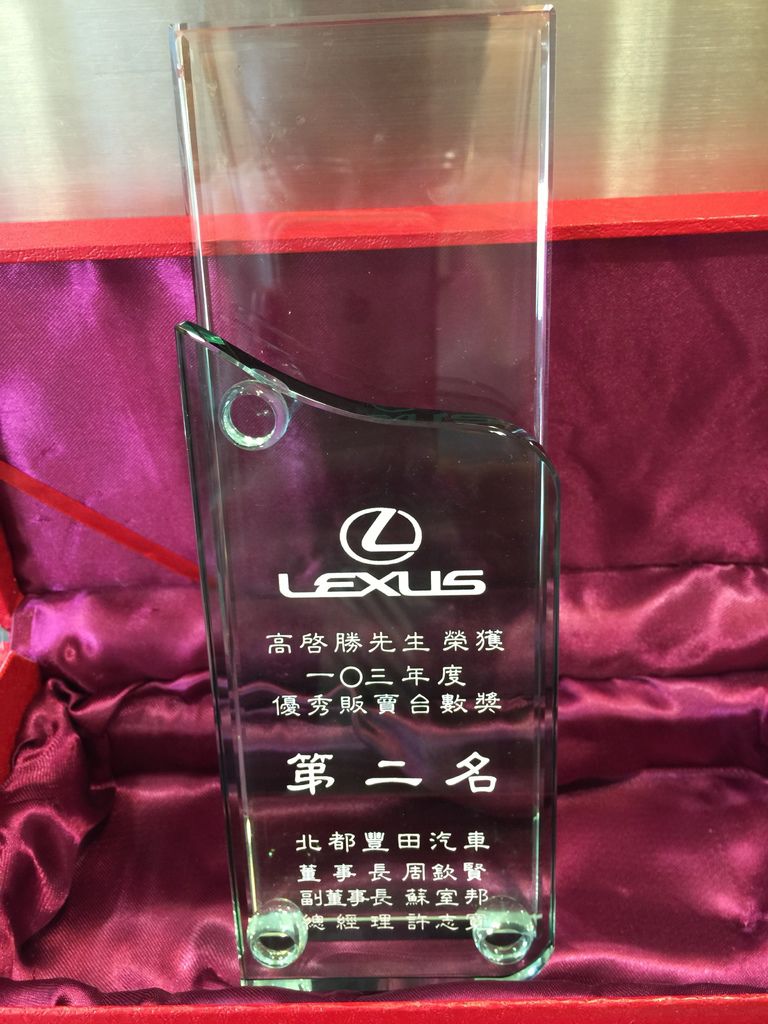 LEXUS
高啓勝先生 榮獲
一〇三年度
優秀販賣台數獎
第二名
北都豐田汽車
董事長 周欽賢
副董事長 蘇室邦
總經理 許志寬